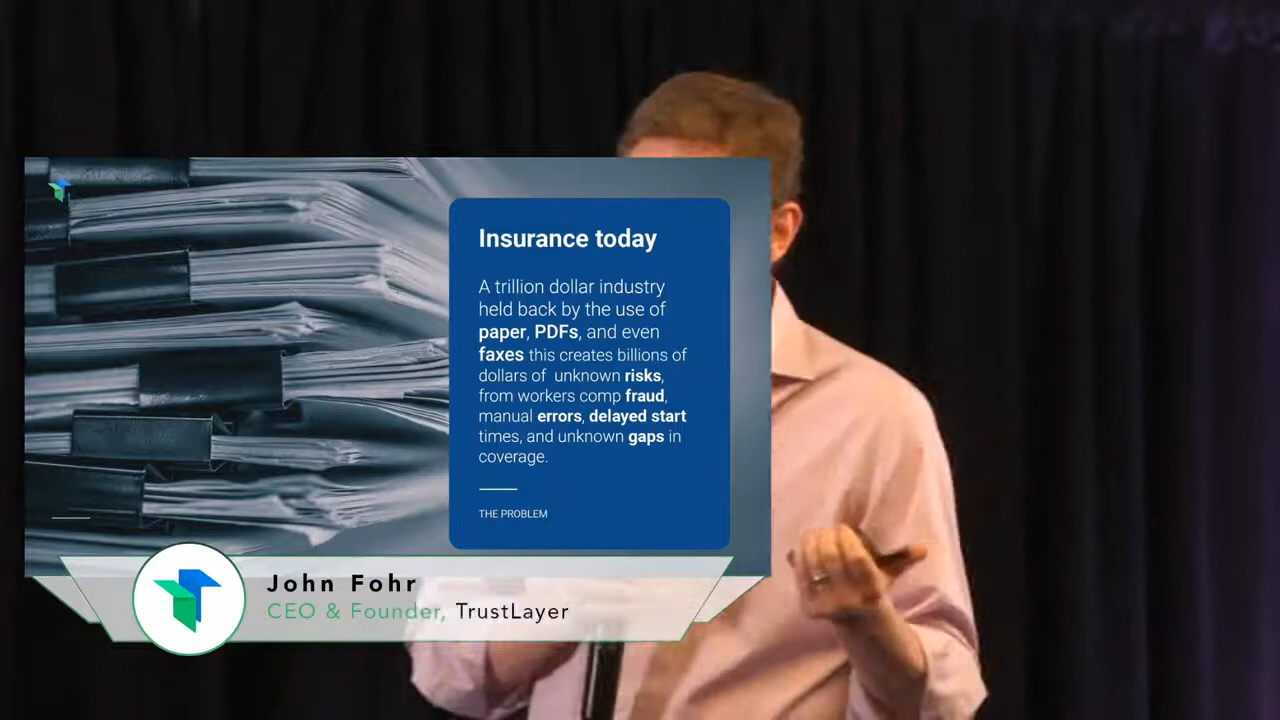 Insurance today
A trillion dollar industry
held back by the use of
paper, PDFs, and even
faxes this creates billions of
dollars of unknown risks,
from workers comp fraud,
manual errors, delayed start
times, and unknown gaps in
coverage.
THE PROBLEM
John Fohr
CEO & Founder, TrustLayer